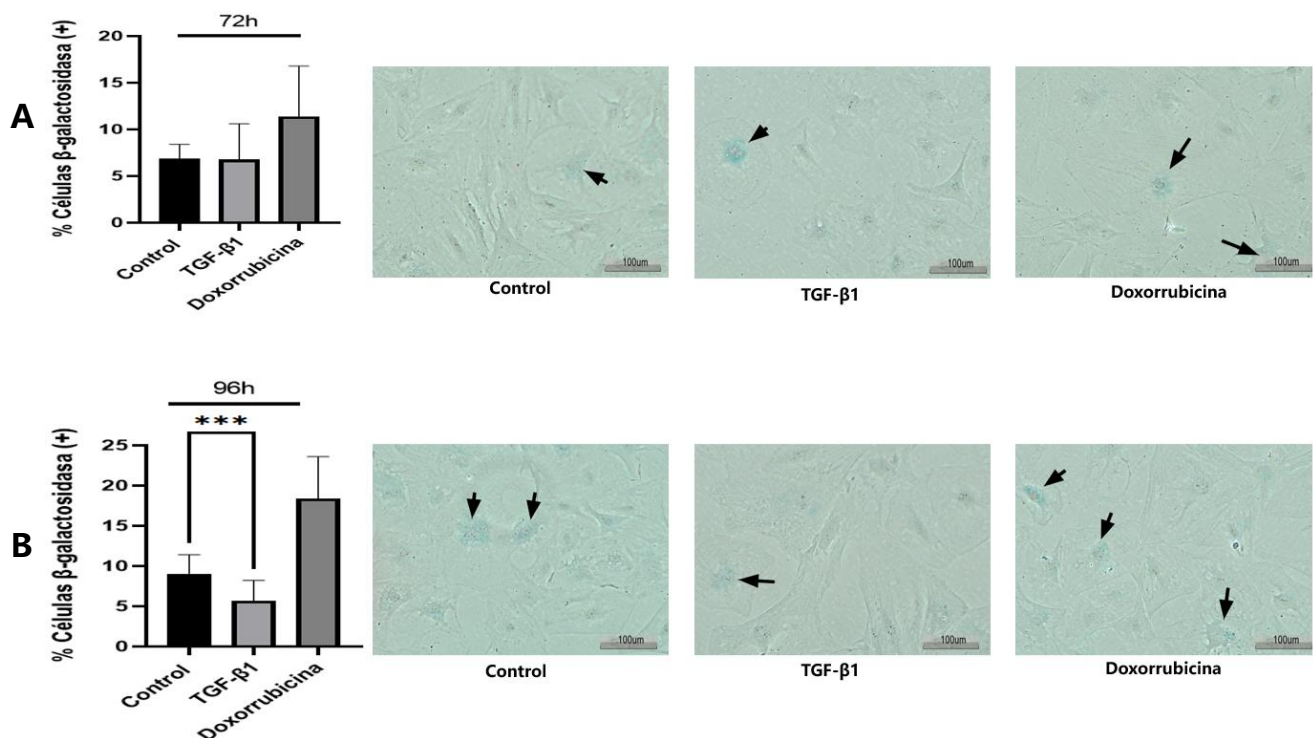 A
72h
% Células β-galactosidasa (+)
20
15
10
5
0
Control
TGF-β1
Doxorrubicina
100um
Control
100um
TGF-β1
100um
Doxorrubicina
B
96h
***
% Células β-galactosidasa (+)
25
20
15
10
5
0
Control
TGF-β1
Doxorrubicina
100um
Control
100um
TGF-β1
100um
Doxorrubicina